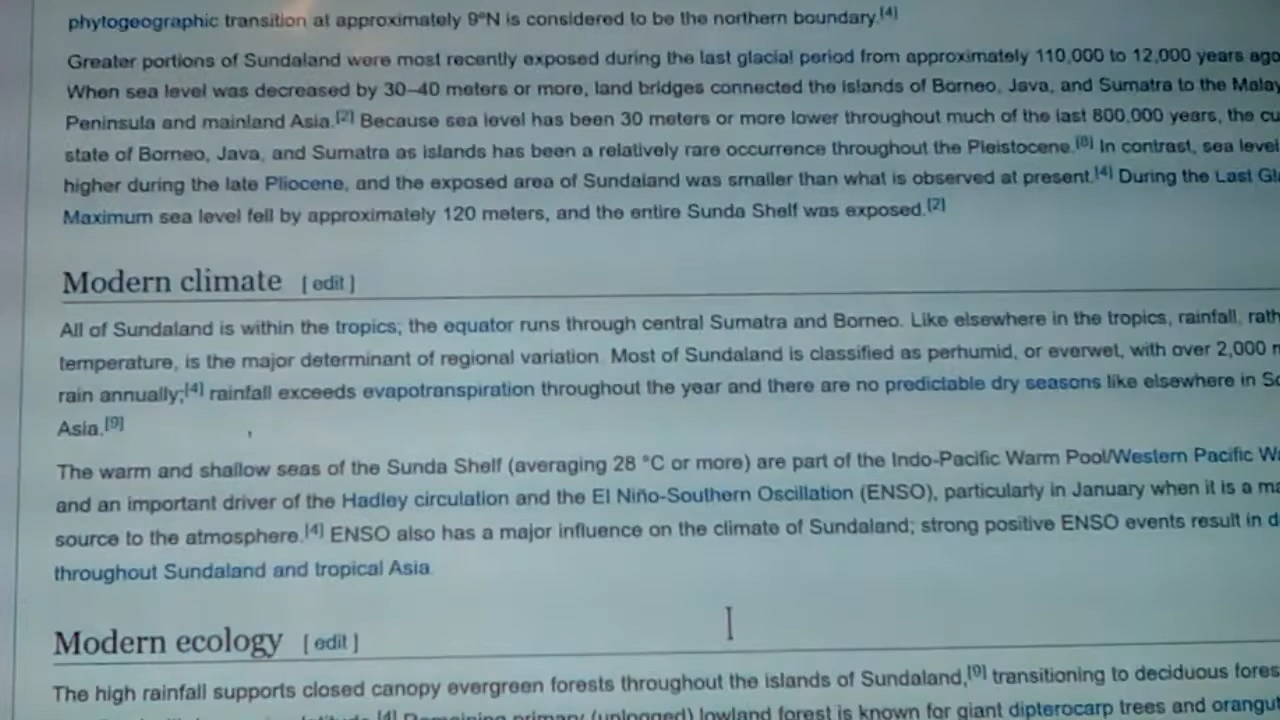 phytogeographic transition at approximately 9°N is considered to be the northern boundary.[4]
Greater portions of Sundaland were most recently exposed during the last glacial period from approximately 110,000 to 12,000 years ago
When sea level was decreased by 30–40 meters or more, land bridges connected the islands of Borneo, Java, and Sumatra to the Malay
Peninsula and mainland Asia.[2] Because sea level has been 30 meters or more lower throughout much of the last 800,000 years, the cu
state of Borneo, Java, and Sumatra as islands has been a relatively rare occurrence throughout the Pleistocene.[8] In contrast, sea level
higher during the late Pliocene, and the exposed area of Sundaland was smaller than what is observed at present.[4] During the Last Gl
Maximum sea level fell by approximately 120 meters, and the entire Sunda Shelf was exposed.[2]
Modern climate [ edit ]
All of Sundaland is within the tropics; the equator runs through central Sumatra and Borneo. Like elsewhere in the tropics, rainfall, rath
temperature, is the major determinant of regional variation. Most of Sundaland is classified as perhumid, or everwet, with over 2,000
rain annually;[4] rainfall exceeds evapotranspiration throughout the year and there are no predictable dry seasons like elsewhere in So
Asia.[9]
The warm and shallow seas of the Sunda Shelf (averaging 28 °C or more) are part of the Indo-Pacific Warm Pool/Western Pacific W
and an important driver of the Hadley circulation and the El Niño-Southern Oscillation (ENSO), particularly in January when it is a ma
source to the atmosphere.[4] ENSO also has a major influence on the climate of Sundaland; strong positive ENSO events result in d
throughout Sundaland and tropical Asia.
Modern ecology [ edit ]
The high rainfall supports closed canopy evergreen forests throughout the islands of Sundaland,[9] transitioning to deciduous fores
[4] Remaining primary (unlogged) lowland forest is known for giant dipterocarp trees and orangut